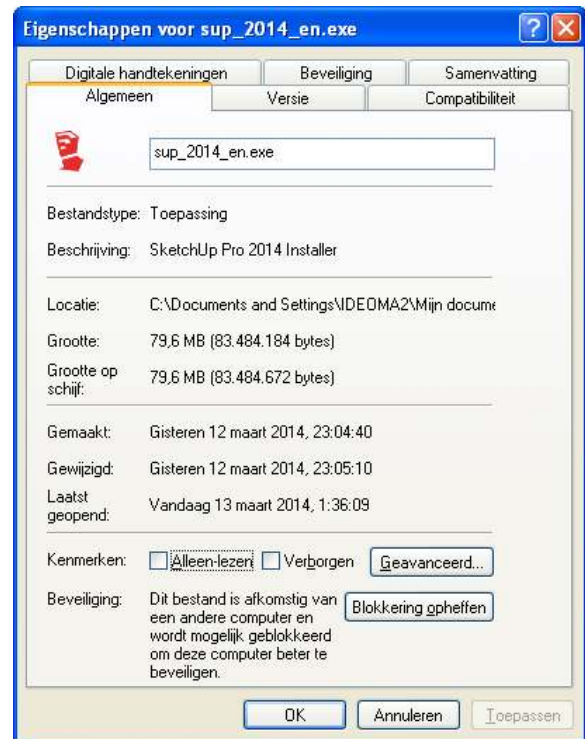 Eigenschappen voor sup_2014_en.exe
Digitale handtekeningen Beveiliging Samenvatting
Algemeen Versie Compatibiliteit
sup_2014_en.exe
Bestandstype: Toepassing
Beschrijving: SketchUp Pro 2014 Installer
Locatie: C:\Documents and Settings\IDEOMA2\Mijn docume
Grootte: 79,6 MB (83.484.184 bytes)
Grootte op
schijf: 79,6 MB (83.484.672 bytes)
Gemaakt: Gisteren 12 maart 2014, 23:04:40
Gewijzigd: Gisteren 12 maart 2014, 23:05:10
Laatst
geopend: Vandaag 13 maart 2014, 1:36:09
Kenmerken: Alleen-lezen Verborgen Geavanceerd...
Beveiliging: Dit bestand is afkomstig van Blokkering opheffen
een andere computer en
wordt mogelijk geblokkeerd
om deze computer beter te
beveiligen.
OK Annuleren Toepassen